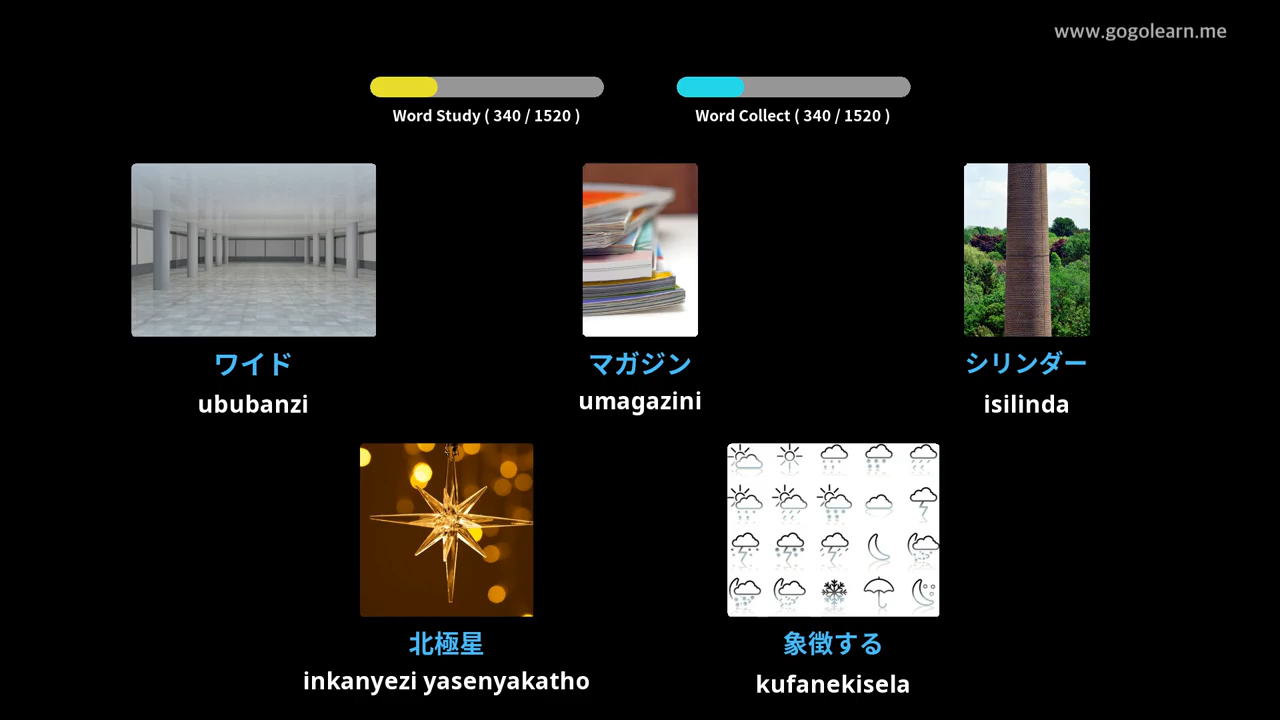 www.gogolearn.me
Word Study ( 340 / 1520 )
Word Collect ( 340 / 1520 )
ワイド
ububanzi
マガジン
umagazini
シリンダー
isilinda
北極星
inkanyezi yasenyakatho
象徴する
kufanekisela